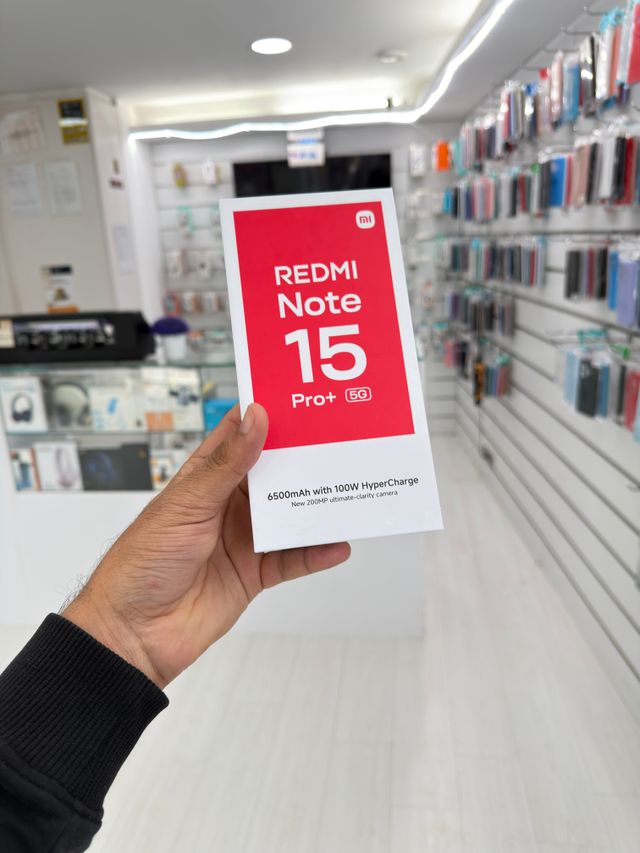 mi
REDMI
Note
15
Pro+ 5G
6500mAh with 100W HyperCharge
New 200MP ultimate-clarity camera